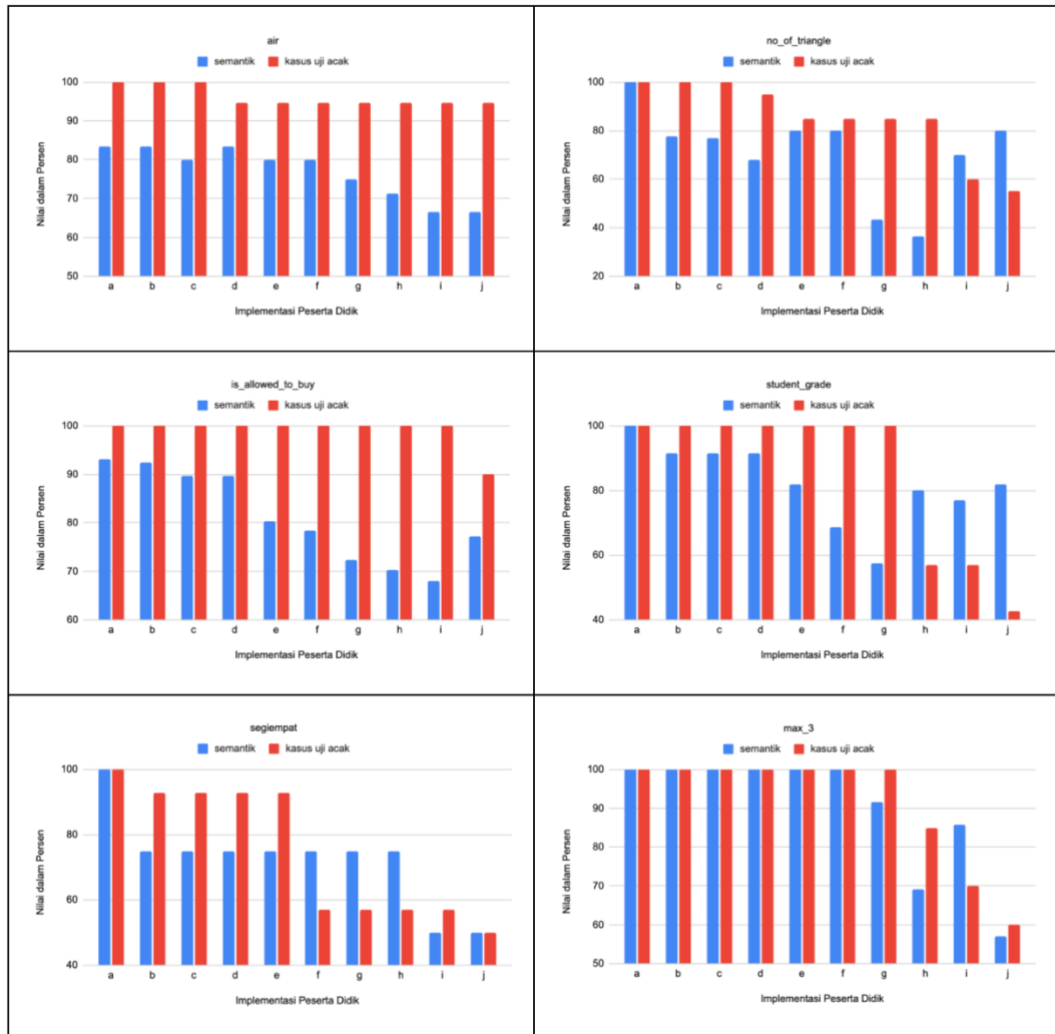 air
semantik kasus uji acak
Nilai dalam Persen
100
90
80
70
60
50
a b c d e f g h i j
Implementasi Peserta Didik
no_of_triangle
semantik kasus uji acak
Nilai dalam Persen
100
80
60
40
20
a b c d e f g h i j
Implementasi Peserta Didik
is_allowed_to_buy
semantik kasus uji acak
Nilai dalam Persen
100
90
80
70
60
a b c d e f g h i j
Implementasi Peserta Didik
student_grade
semantik kasus uji acak
Nilai dalam Persen
100
80
60
40
a b c d e f g h i j
Implementasi Peserta Didik
segiempat
semantik kasus uji acak
Nilai dalam Persen
100
80
60
40
a b c d e f g h i j
Implementasi Peserta Didik
max_3
semantik kasus uji acak
Nilai dalam Persen
100
90
80
70
60
50
a b c d e f g h i j
Implementasi Peserta Didik